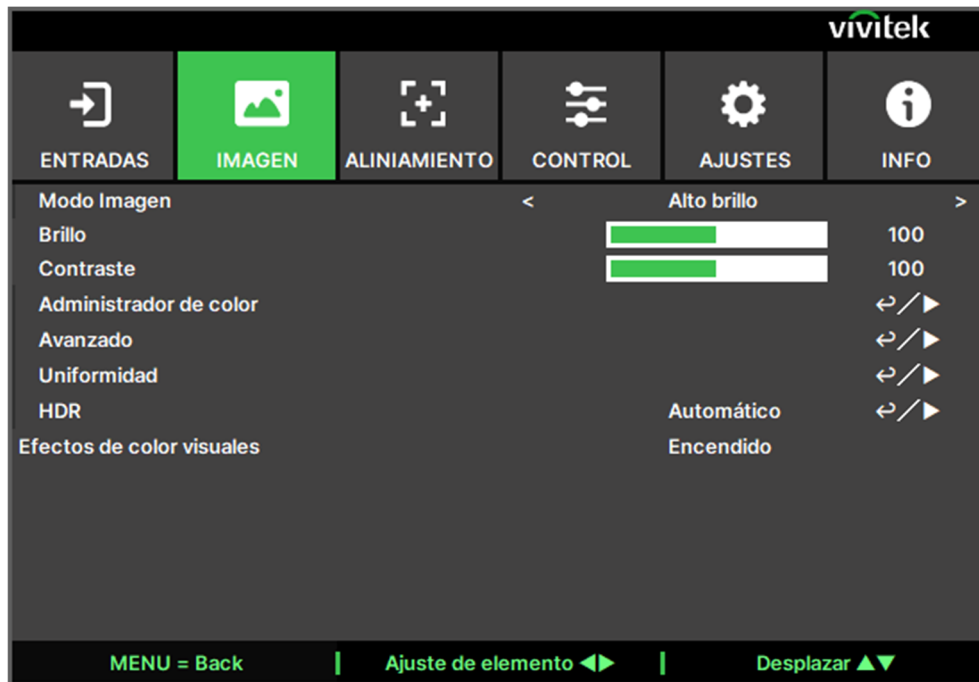 vivitek
ENTRADAS IMAGEN ALINIAMIENTO CONTROL AJUSTES INFO
Modo Imagen < Alto brillo >
Brillo 100
Contraste 100
Administrador de color ↩/▶
Avanzado ↩/▶
Uniformidad ↩/▶
HDR Automático ↩/▶
Efectos de color visuales Encendido
MENU = Back | Ajuste de elemento ◀▶ | Desplazar ▲▼